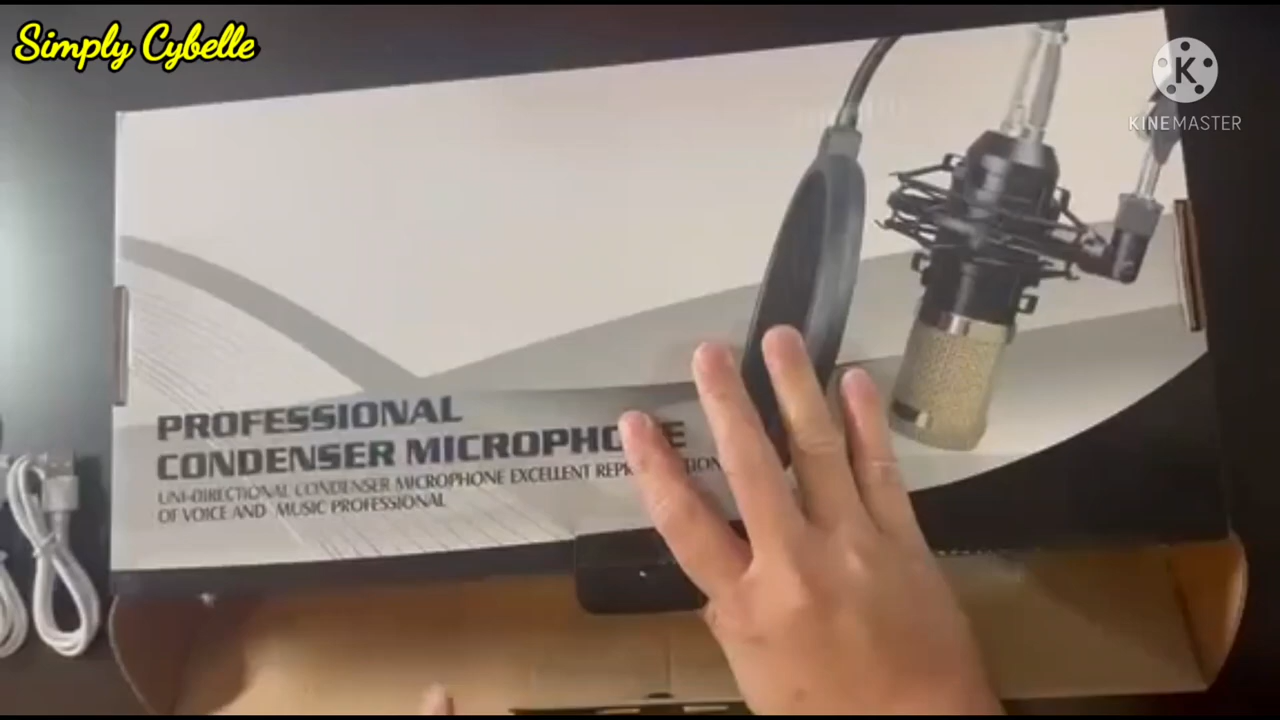 Simply Cybelle
K
KINEMASTER
PROFESSIONAL
CONDENSER MICROPHONE
UNI-DIRECTIONAL CONDENSER MICROPHONE EXCELLENT
OF VOICE AND MUSIC PROFESSIONAL